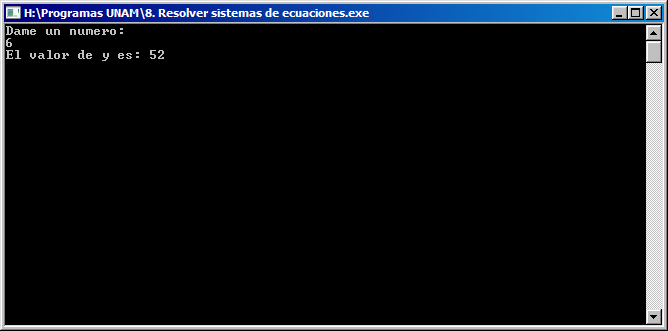 H:\Programas UNAM\8. Resolver sistemas de ecuaciones.exe
Dame un numero:
6
El valor de y es: 52